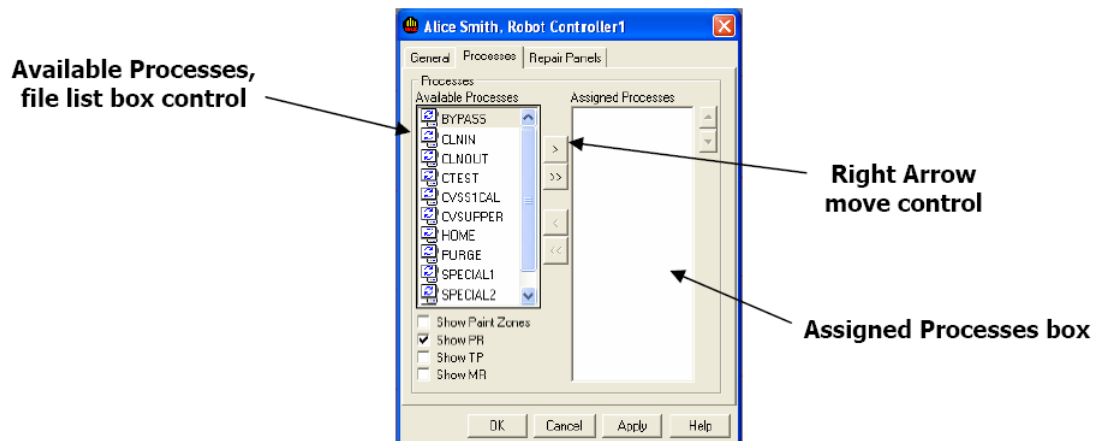 Alice Smith, Robot Controller1
General Processes Repair Panels
Available Processes,
file list box control
Processes
Available Processes Assigned Processes
BYPASS
CLNIN
CLNOUT
CTEST
CVSS1CAL
CVSUPPER
HOME
PURGE
SPECIAL1
SPECIAL2
>
>>
<
<<
Right Arrow
move control
Assigned Processes box
Show Paint Zones
Show PR
Show TP
Show MR
OK Cancel Apply Help